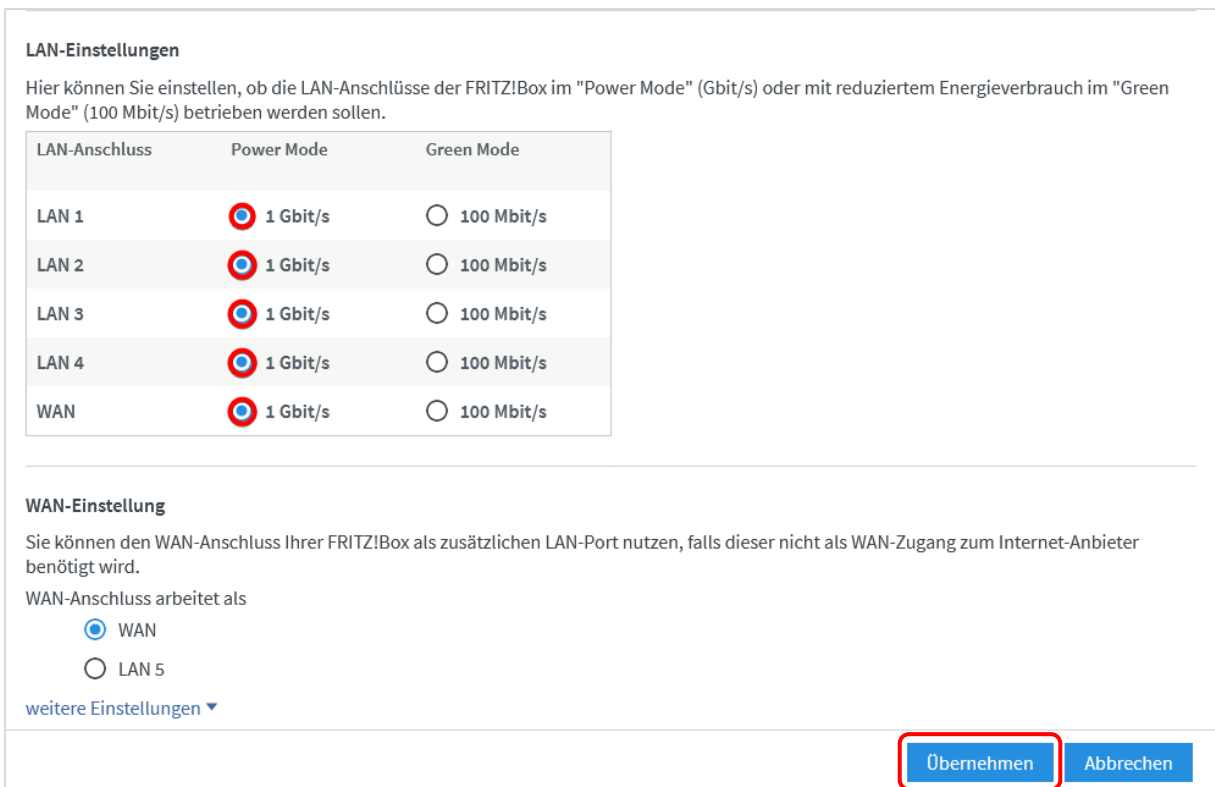 LAN-Einstellungen
Hier können Sie einstellen, ob die LAN-Anschlüsse der FRITZ!Box im "Power Mode" (Gbit/s) oder mit reduziertem Energieverbrauch im "Green
Mode" (100 Mbit/s) betrieben werden sollen.
LAN-Anschluss Power Mode Green Mode
LAN 1 1 Gbit/s 100 Mbit/s
LAN 2 1 Gbit/s 100 Mbit/s
LAN 3 1 Gbit/s 100 Mbit/s
LAN 4 1 Gbit/s 100 Mbit/s
WAN 1 Gbit/s 100 Mbit/s
WAN-Einstellung
Sie können den WAN-Anschluss Ihrer FRITZ!Box als zusätzlichen LAN-Port nutzen, falls dieser nicht als WAN-Zugang zum Internet-Anbieter
benötigt wird.
WAN-Anschluss arbeitet als
WAN
LAN 5
weitere Einstellungen
Übernehmen Abbrechen